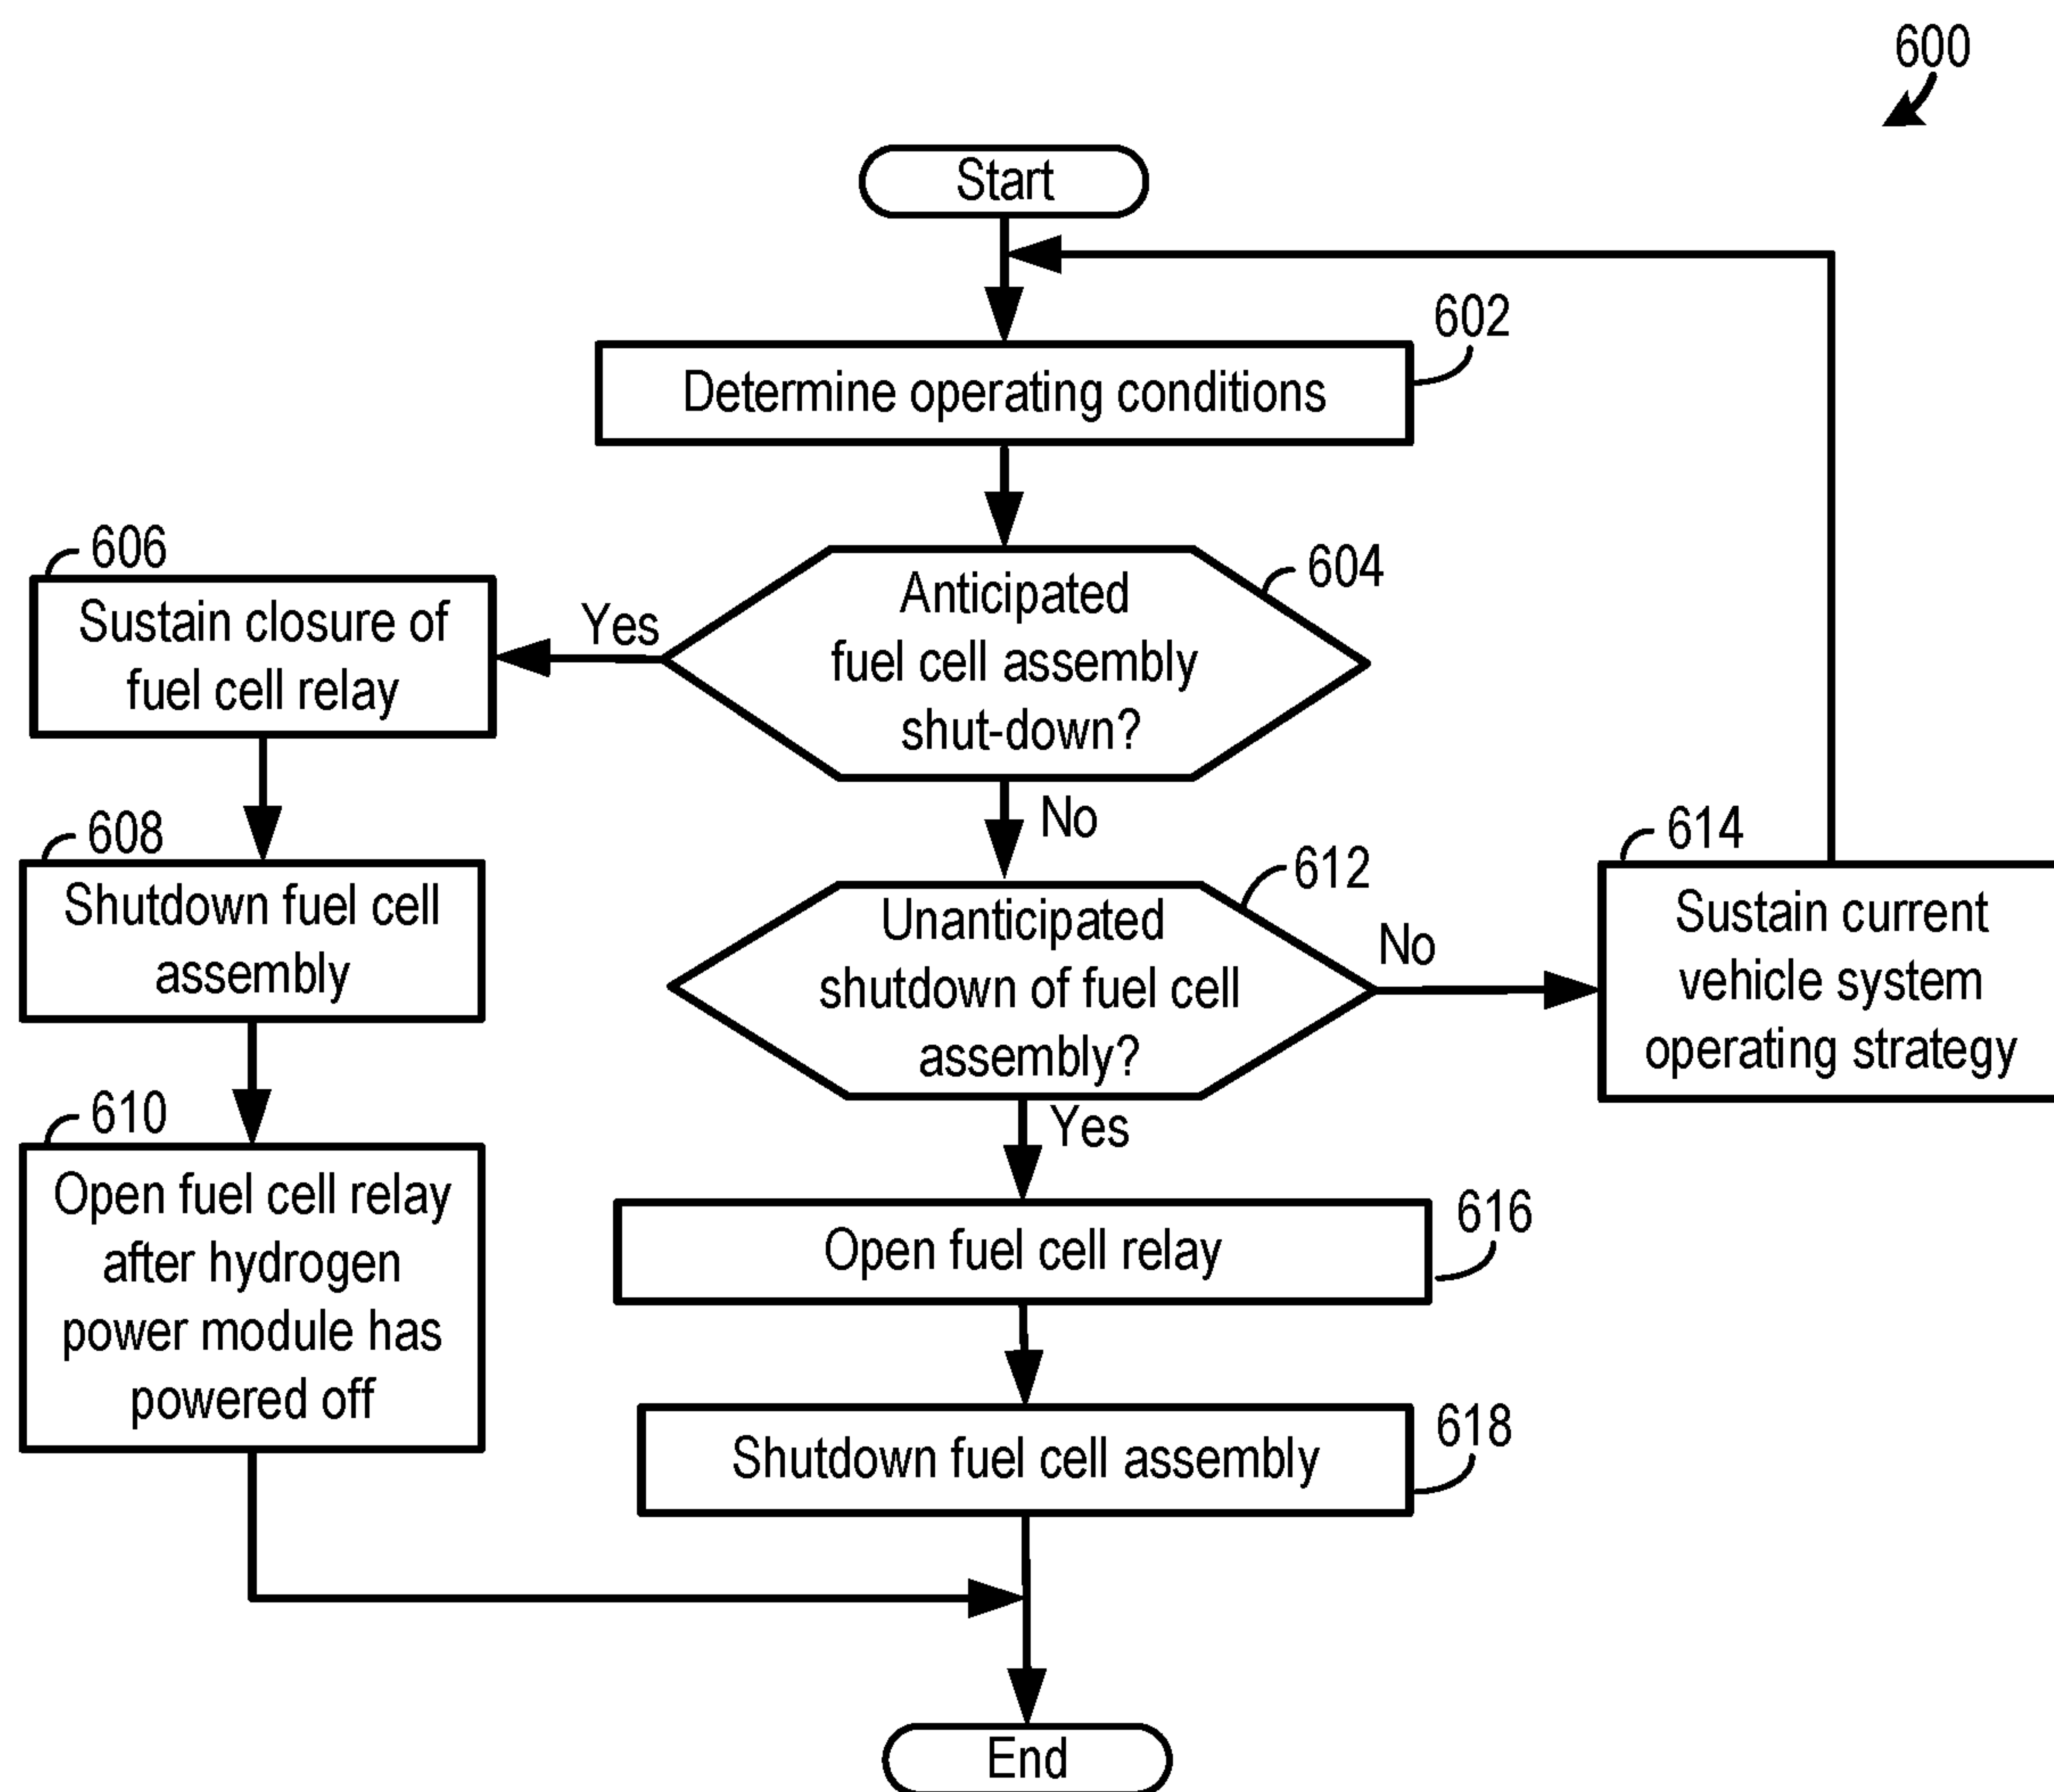 600
Start
602
Determine operating conditions
604
Anticipated
fuel cell assembly
shut-down?
Yes
606
Sustain closure of
fuel cell relay
608
Shutdown fuel cell
assembly
610
Open fuel cell relay
after hydrogen
power module has
powered off
No
612
Unanticipated
shutdown of fuel cell
assembly?
No
614
Sustain current
vehicle system
operating strategy
Yes
616
Open fuel cell relay
618
Shutdown fuel cell assembly
End